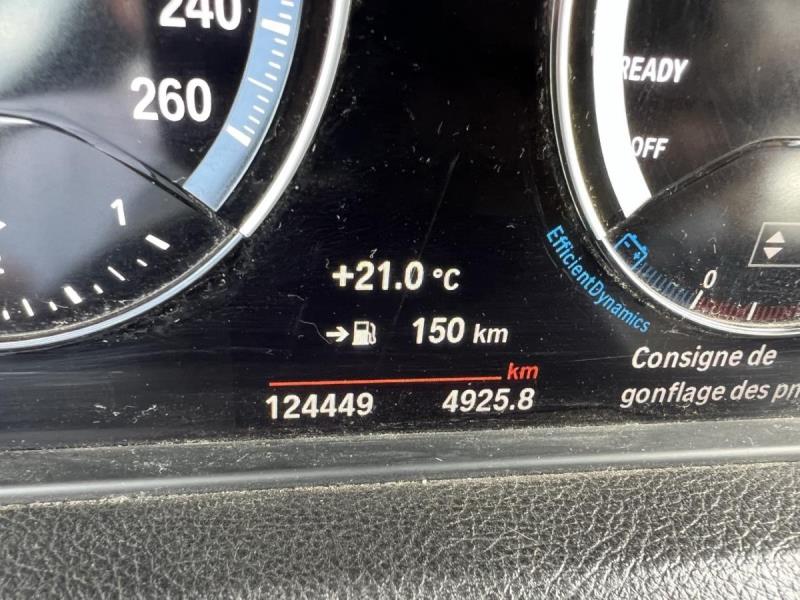 240
260
1
READY
OFF
EfficientDynamics
0
+21.0 °C
150 km
km
124449 4925.8
Consigne de
gonflage des